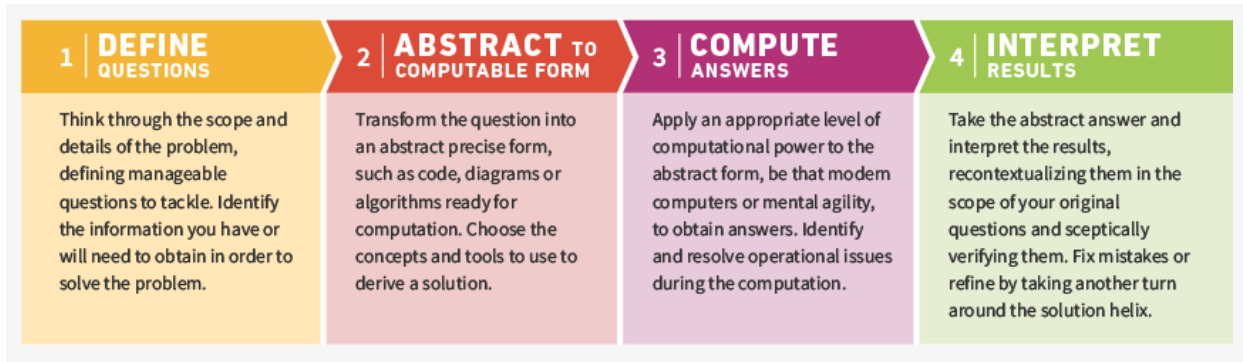 1 DEFINE
QUESTIONS
Think through the scope and
details of the problem,
defining manageable
questions to tackle. Identify
the information you have or
will need to obtain in order to
solve the problem.
2 ABSTRACT TO
COMPUTABLE FORM
Transform the question into
an abstract precise form,
such as code, diagrams or
algorithms ready for
computation. Choose the
concepts and tools to use to
derive a solution.
3 COMPUTE
ANSWERS
Apply an appropriate level of
computational power to the
abstract form, be that modern
computers or mental agility,
to obtain answers. Identify
and resolve operational issues
during the computation.
4 INTERPRET
RESULTS
Take the abstract answer and
interpret the results,
recontextualizing them in the
scope of your original
questions and sceptically
verifying them. Fix mistakes or
refine by taking another turn
around the solution helix.